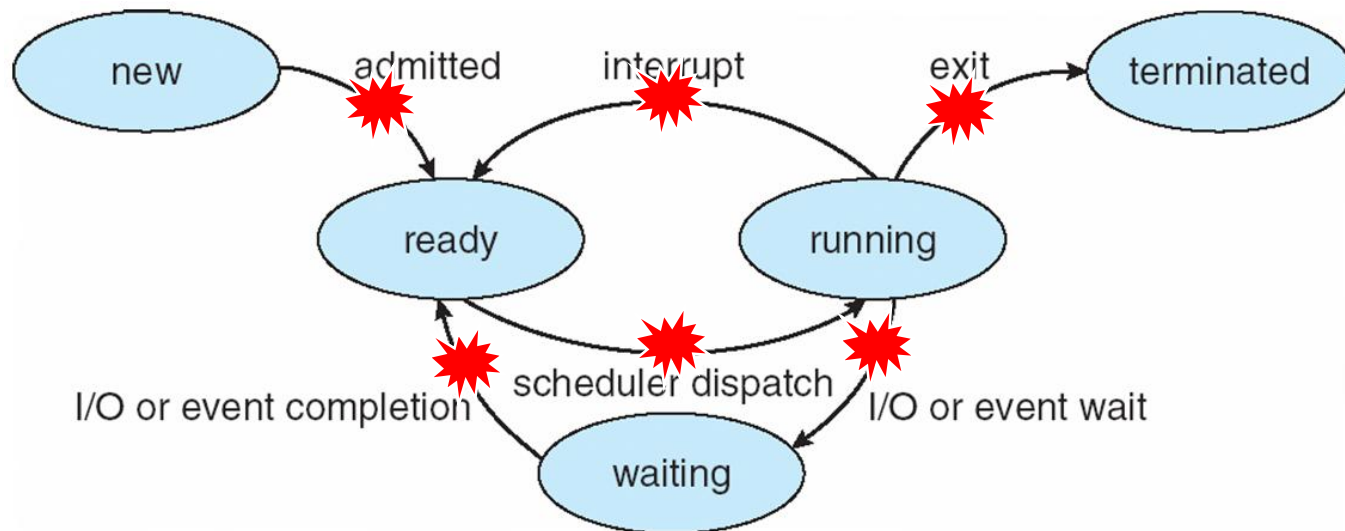 new
admitted
interrupt
exit
terminated
ready
running
scheduler dispatch
I/O or event completion
I/O or event wait
waiting